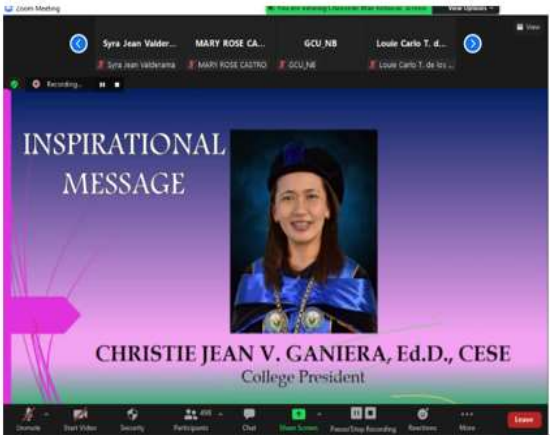 Zoom Meeting
View Options
View
Syra Jean Valder... MARY ROSE CA... GCU_NB Louie Carlo T. d...
Syra Jean Valderama MARY ROSE CASTRO GCU_NB Louie Carlo T. de los ...
Recording...
INSPIRATIONAL
MESSAGE
CHRISTIE JEAN V. GANIERA, Ed.D., CESE
College President
Unmute Start Video Security Participants Chat Share Screen Pause/Stop Recording Reactions More Leave